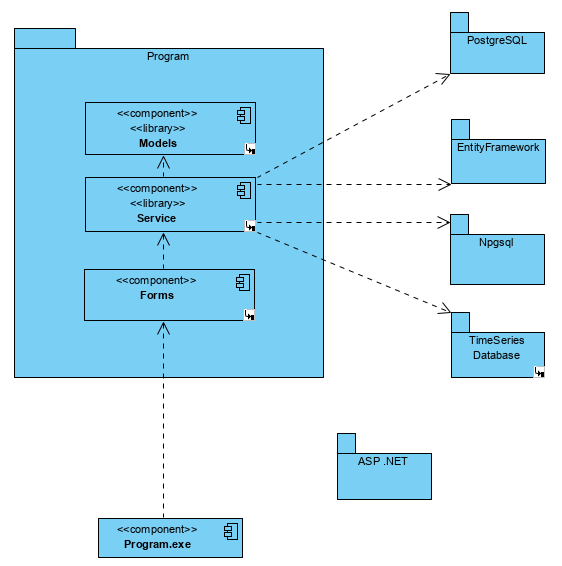 Program
<<component>>
<<library>>
Models
<<component>>
<<library>>
Service
<<component>>
Forms
<<component>>
Program.exe
PostgreSQL
EntityFramework
Npgsql
TimeSeries
Database
ASP .NET